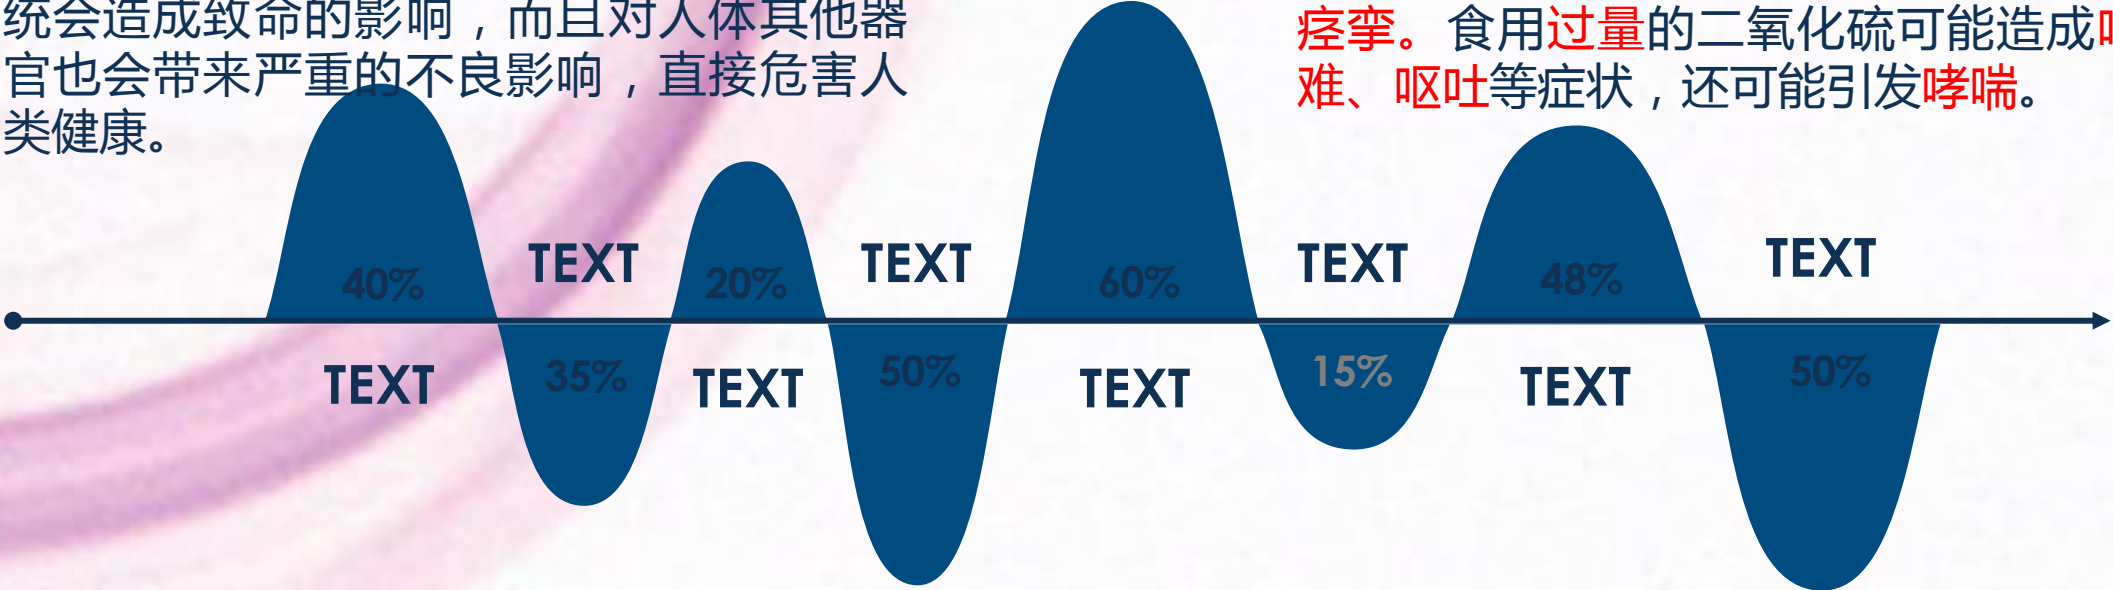 统会造成致命的影响，而且对人体其他器
官也会带来严重的不良影响，直接危害人
类健康。
痉挛。食用过量的二氧化硫可能造成
难、呕吐等症状，还可能引发哮喘。
40%
TEXT
20%
TEXT
60%
TEXT
48%
TEXT
TEXT
35%
TEXT
50%
TEXT
15%
TEXT
50%